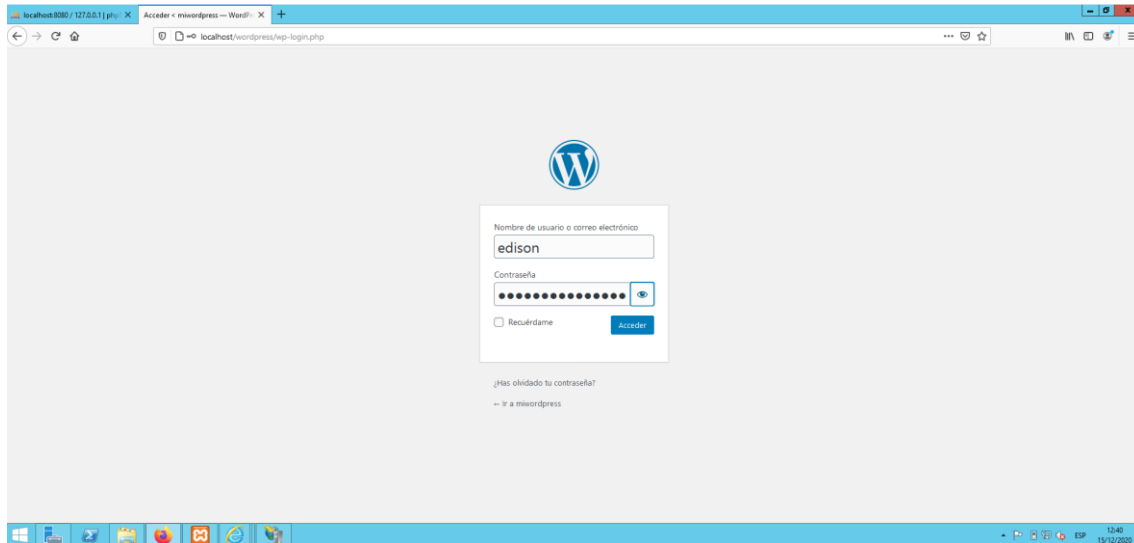 localhost:8080 / 127.0.0.1 | php
Acceder < miwordpress — WordPr
localhost/wordpress/wp-login.php
Nombre de usuario o correo electrónico
edison
Contraseña
Recuérdame
Acceder
¿Has olvidado tu contraseña?
← Ir a miwordpress
ESP
12:40
15/12/2020